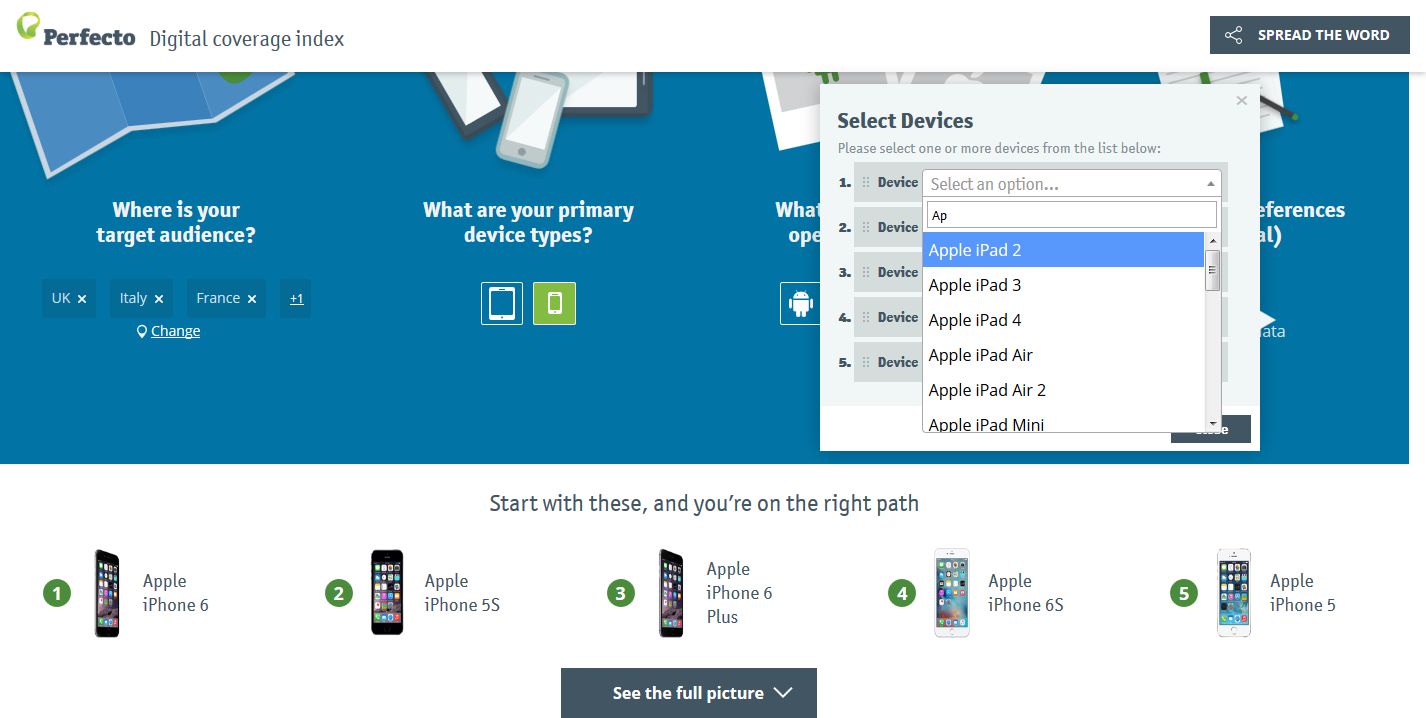 Perfecto Digital coverage index
SPREAD THE WORD
Where is your
target audience?
UK × Italy × France × +1
Change
What are your primary
device types?
What
ope
eferences
al)
ata
×
Select Devices
Please select one or more devices from the list below:
1. Device Select an option...
Ap
2. Device
Apple iPad 2
3. Device
Apple iPad 3
4. Device
Apple iPad 4
5. Device
Apple iPad Air
Apple iPad Air 2
Apple iPad Mini
Start with these, and you’re on the right path
1 Apple
iPhone 6
2 Apple
iPhone 5S
3 Apple
iPhone 6
Plus
4 Apple
iPhone 6S
5 Apple
iPhone 5
See the full picture